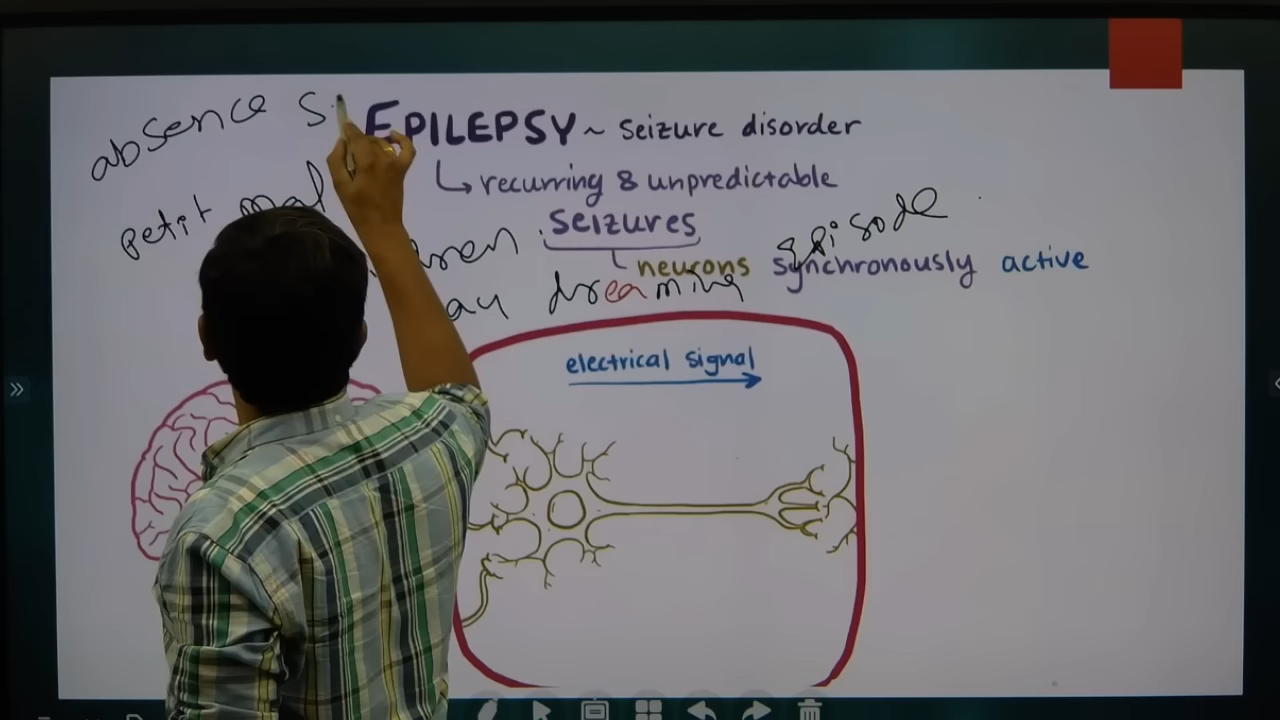 absence S
EPILEPSY ~ seizure disorder
↳ recurring & unpredictable
petit mal
seizures
episode
neurons synchronously active
dreaming
electrical signal